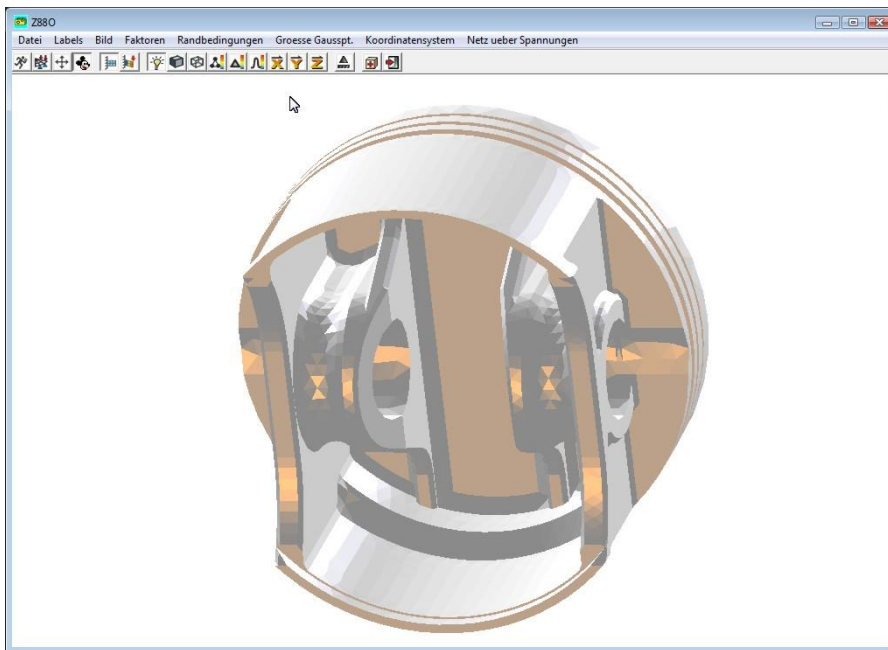 Z88O
Datei Labels Bild Faktoren Randbedingungen Groesse Gausspt. Koordinatensystem Netz ueber Spannungen
X Y Z